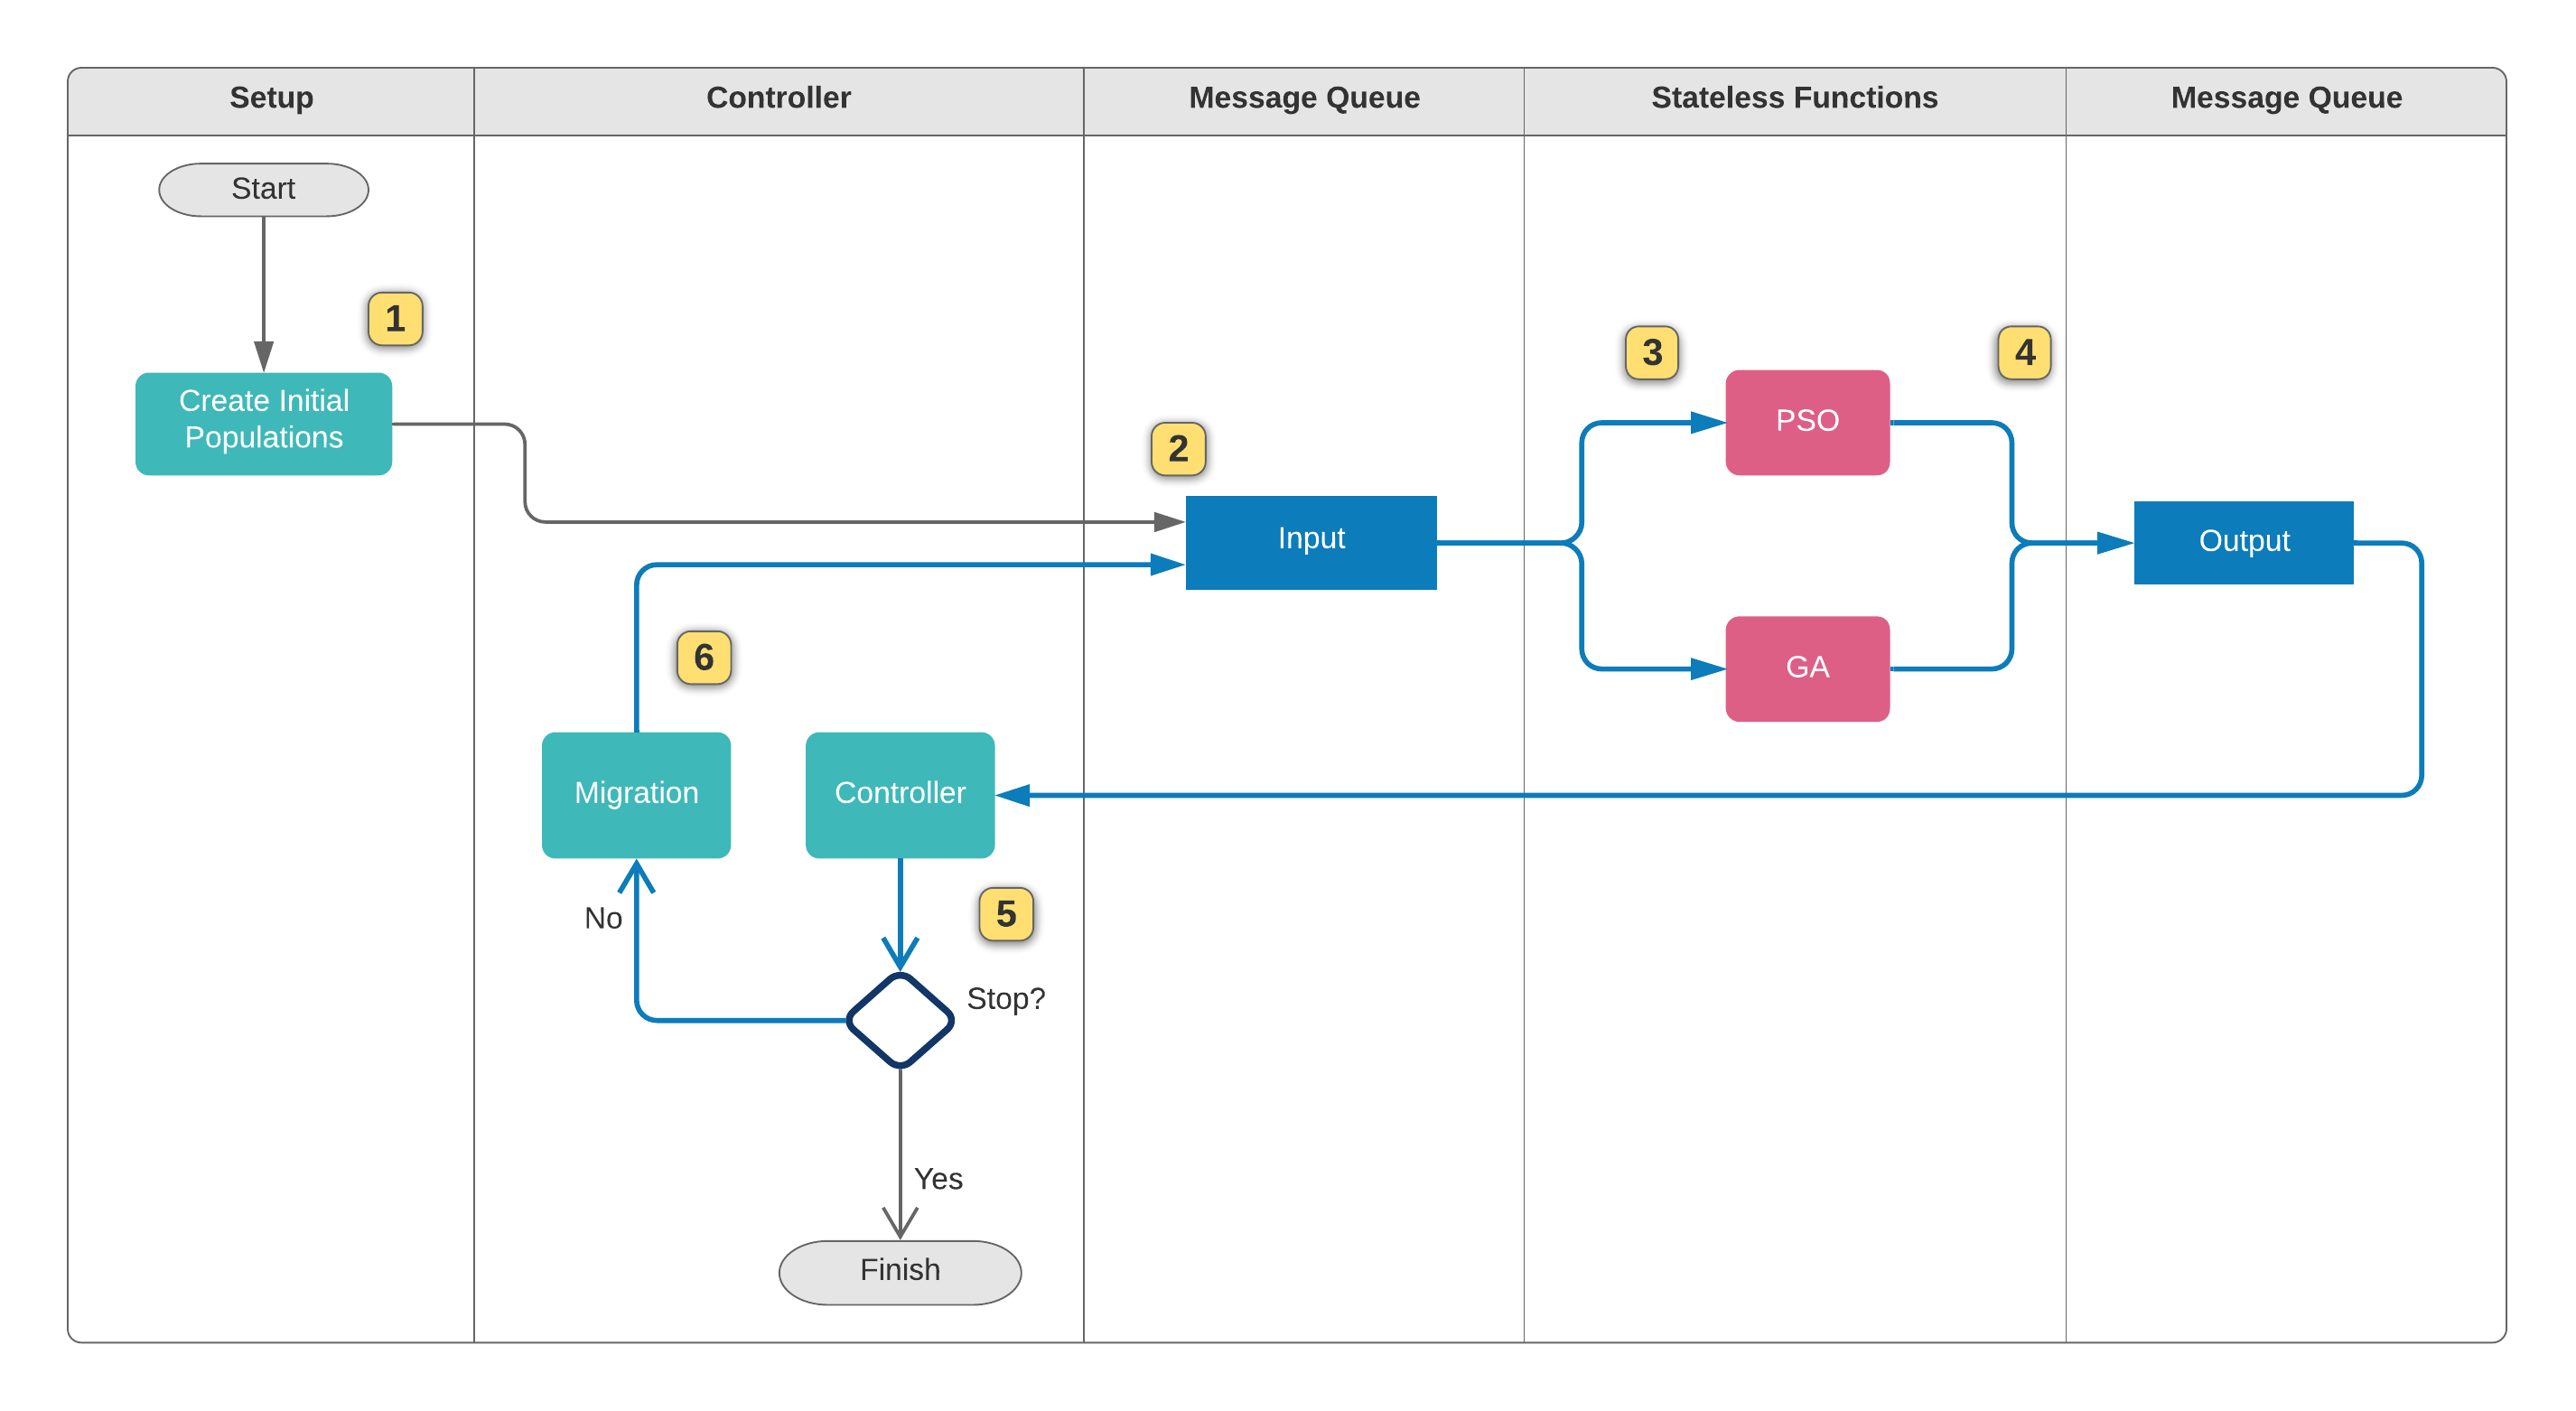 Setup
Controller
Message Queue
Stateless Functions
Message Queue
Start
1
Create Initial
Populations
2
Input
3
PSO
4
GA
Output
6
Migration
Controller
No
5
Stop?
Yes
Finish